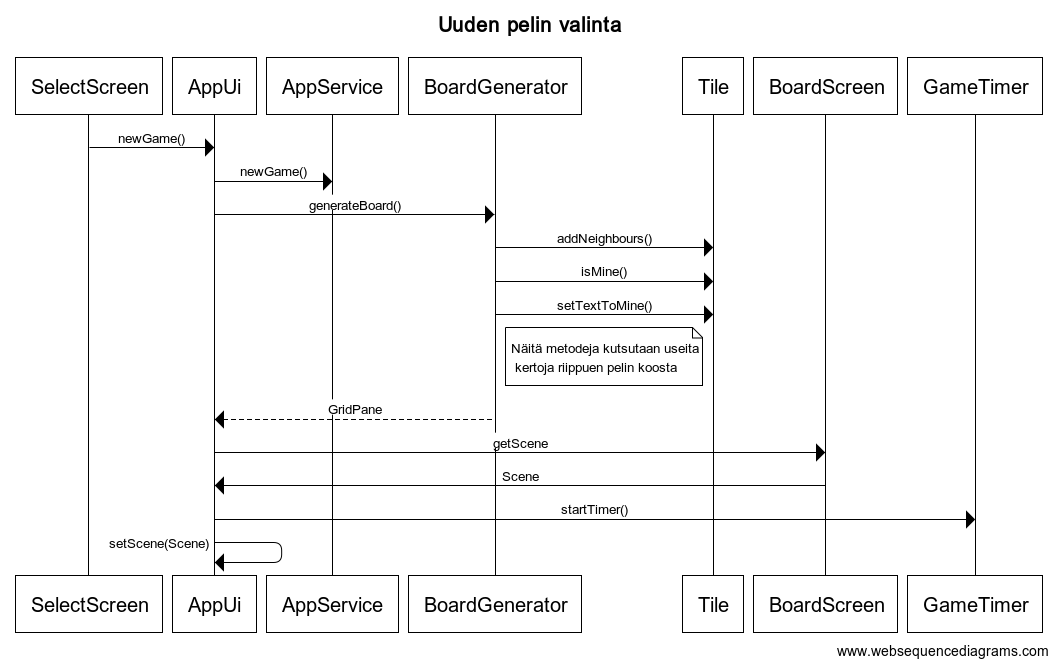 Uuden pelin valinta
SelectScreen AppUi AppService BoardGenerator Tile BoardScreen GameTimer
newGame()
newGame()
generateBoard()
addNeighbours()
isMine()
setTextToMine()
Näitä metodeja kutsutaan useita
kertoja riippuen pelin koosta
GridPane
getScene
Scene
startTimer()
setScene(Scene)
SelectScreen AppUi AppService BoardGenerator Tile BoardScreen GameTimer
www.websequencediagrams.com